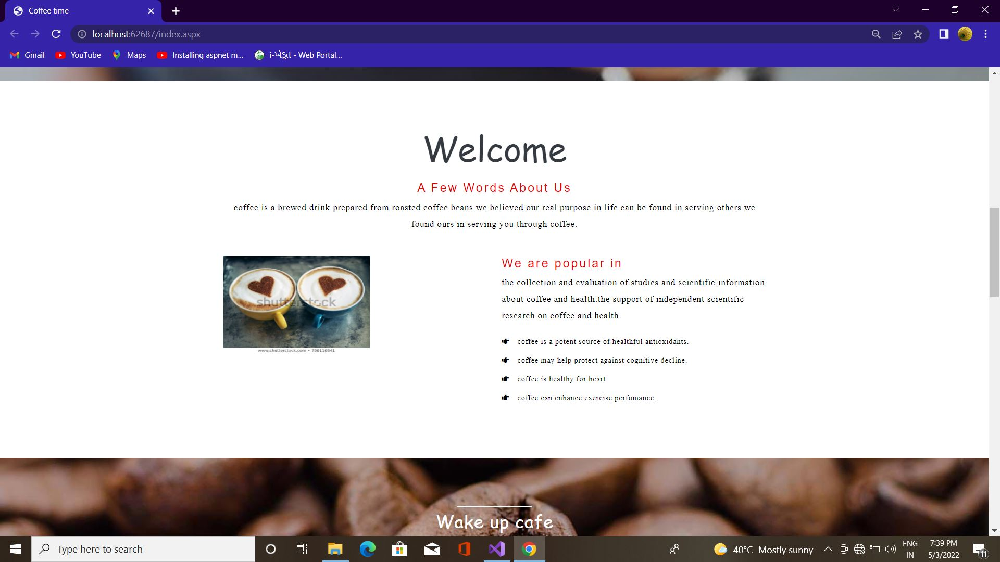 Coffee time
localhost:62687/index.aspx
Gmail YouTube Maps Installing aspnet m... i-ખેડૂત - Web Portal...
Welcome
A Few Words About Us
coffee is a brewed drink prepared from roasted coffee beans.we believed our real purpose in life can be found in serving others.we
found ours in serving you through coffee.
shutterstock
www.shutterstock.com • 790110841
We are popular in
the collection and evaluation of studies and scientific information
about coffee and health.the support of independent scientific
research on coffee and health.
coffee is a potent source of healthful antioxidants.
coffee may help protect against cognitive decline.
coffee is healthy for heart.
coffee can enhance exercise perfomance.
Wake up cafe
Type here to search
40°C Mostly sunny
ENG
IN
7:39 PM
5/3/2022
11